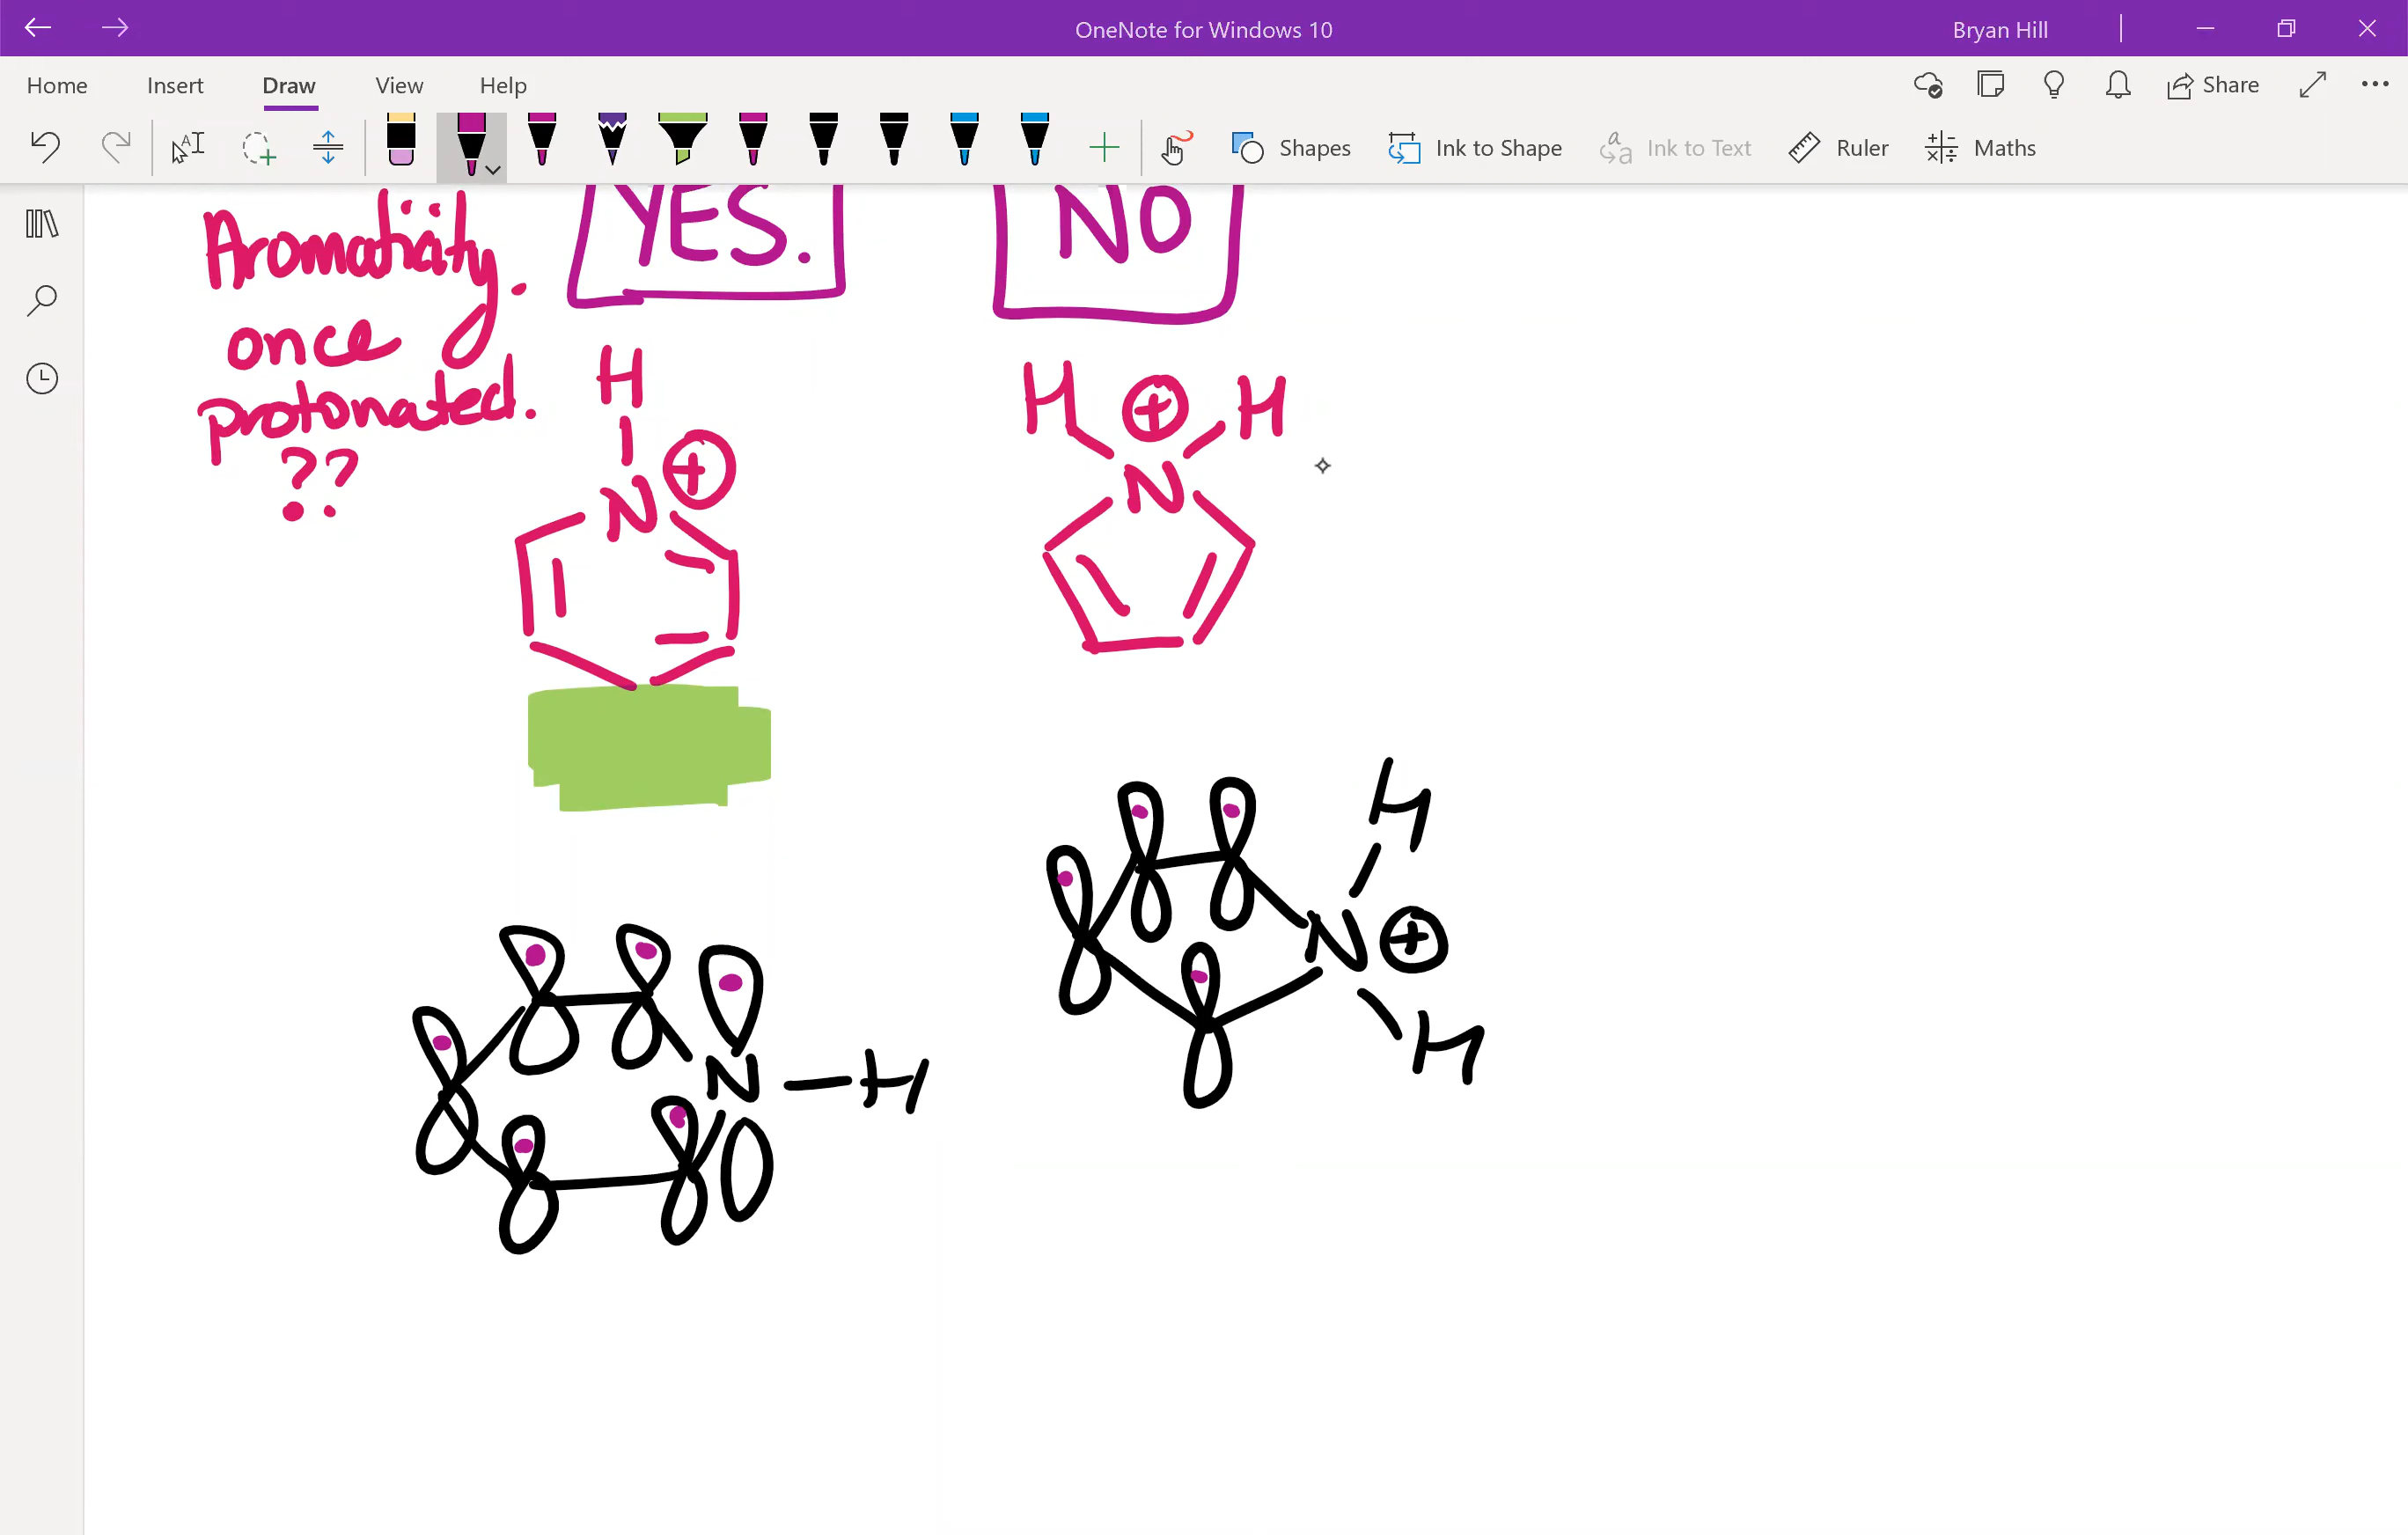 OneNote for Windows 10
Bryan Hill
Home Insert Draw View Help
Share
Shapes Ink to Shape Ink to Text Ruler Maths
YES. NO
Aromaticity.
once
protonated.
??
H
N +
H + H
N
H
N +
H
N - H